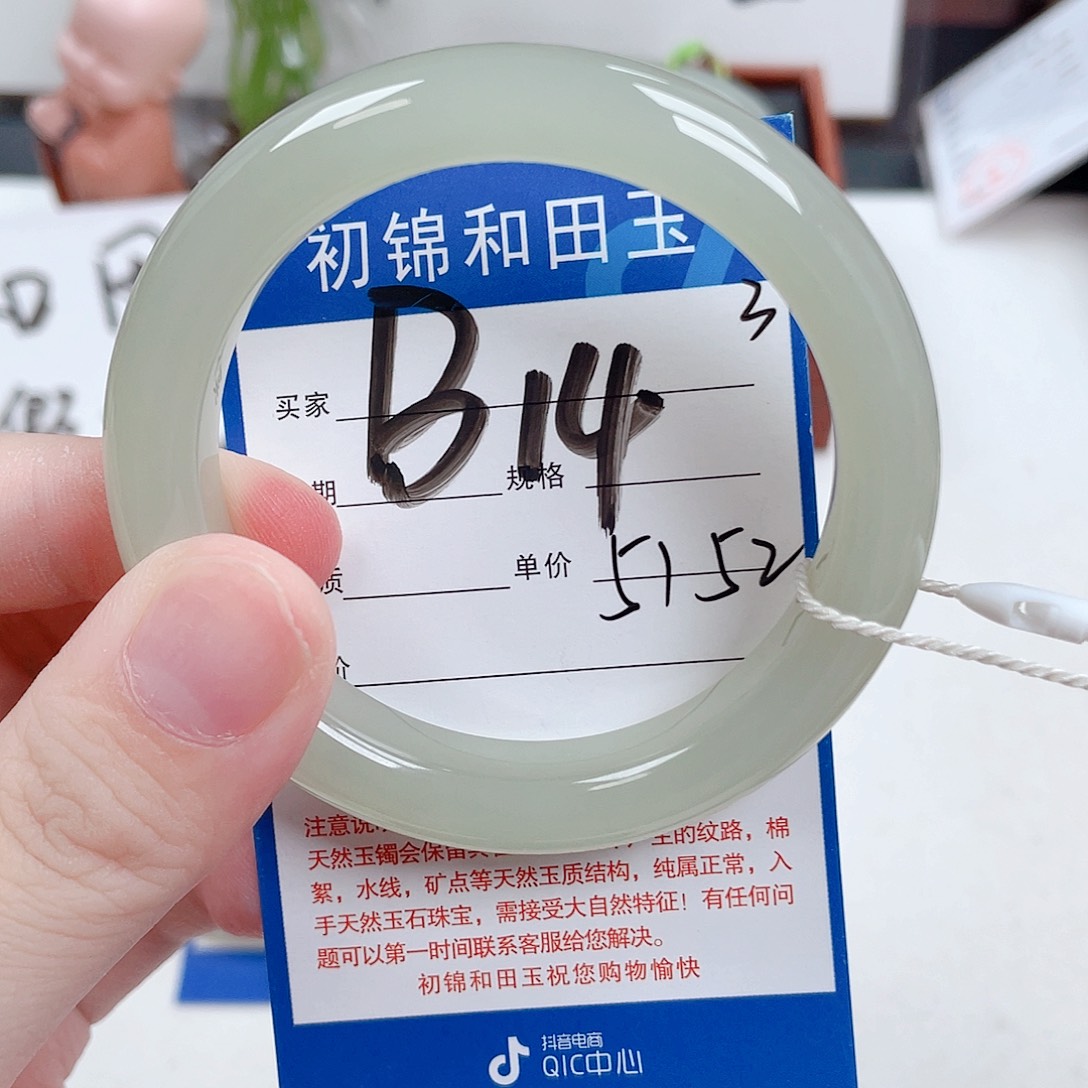 初锦和田玉
3
买家 B14
期 规格
质 单价 5152
价
注意说
天然玉镯会保留 生的纹路，棉
絮，水线，矿点等天然玉质结构，纯属正常，入
手天然玉石珠宝，需接受大自然特征！有任何问
题可以第一时间联系客服给您解决。
初锦和田玉祝您购物愉快
抖音电商
QIC中心